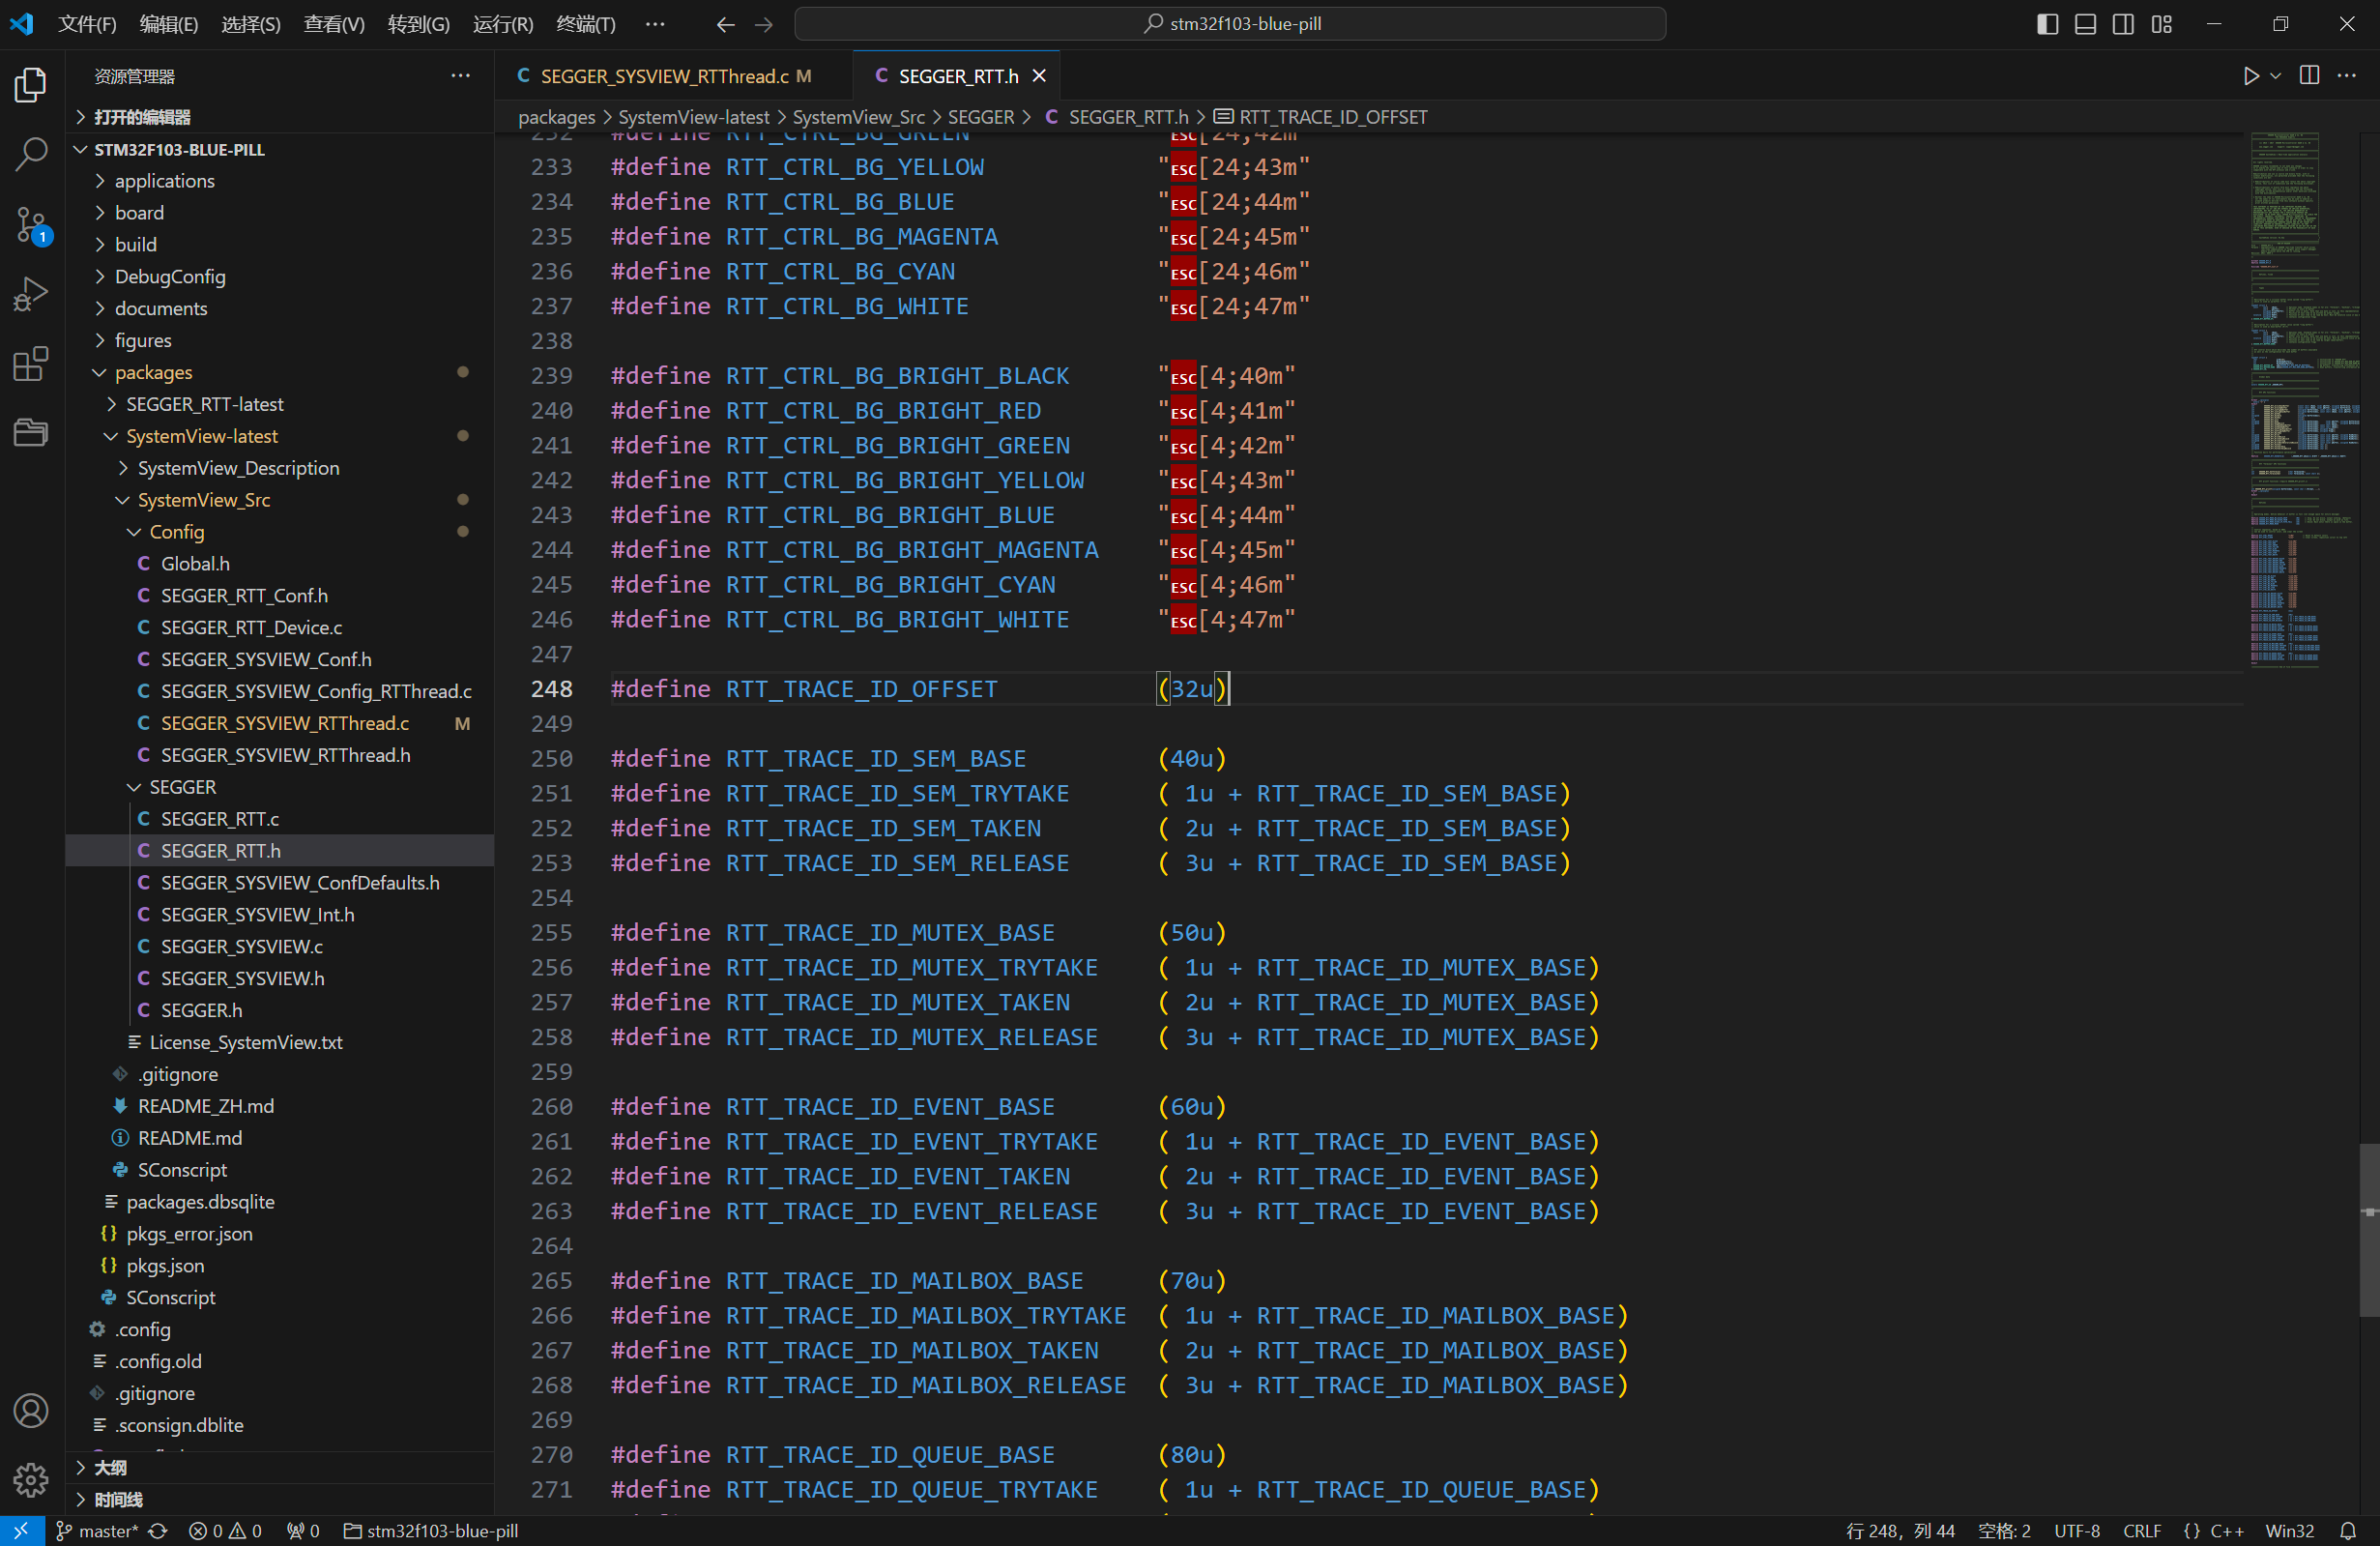 文件(F) 编辑(E) 选择(S) 查看(V) 转到(G) 运行(R) 终端(T) ··· stm32f103-blue-pill
资源管理器 ···
打开的编辑器
STM32F103-BLUE-PILL
applications
board
build
DebugConfig
documents
figures
packages
SEGGER_RTT-latest
SystemView-latest
SystemView_Description
SystemView_Src
Config
C Global.h
C SEGGER_RTT_Conf.h
C SEGGER_RTT_Device.c
C SEGGER_SYSVIEW_Conf.h
C SEGGER_SYSVIEW_Config_RTThread.c
C SEGGER_SYSVIEW_RTThread.c M
C SEGGER_SYSVIEW_RTThread.h
SEGGER
C SEGGER_RTT.c
C SEGGER_RTT.h
C SEGGER_SYSVIEW_ConfDefaults.h
C SEGGER_SYSVIEW_Int.h
C SEGGER_SYSVIEW.c
C SEGGER_SYSVIEW.h
C SEGGER.h
License_SystemView.txt
.gitignore
README_ZH.md
README.md
SConscript
packages.dbsqlite
{} pkgs_error.json
{} pkgs.json
SConscript
.config
.config.old
.gitignore
.sconsign.dblite
大纲
时间线
1
C SEGGER_SYSVIEW_RTThread.c M C SEGGER_RTT.h
packages > SystemView-latest > SystemView_Src > SEGGER > C SEGGER_RTT.h > RTT_TRACE_ID_OFFSET
232 #define RTT_CTRL_BG_GREEN "ESC[24;42m"
233 #define RTT_CTRL_BG_YELLOW "ESC[24;43m"
234 #define RTT_CTRL_BG_BLUE "ESC[24;44m"
235 #define RTT_CTRL_BG_MAGENTA "ESC[24;45m"
236 #define RTT_CTRL_BG_CYAN "ESC[24;46m"
237 #define RTT_CTRL_BG_WHITE "ESC[24;47m"
238
239 #define RTT_CTRL_BG_BRIGHT_BLACK "ESC[4;40m"
240 #define RTT_CTRL_BG_BRIGHT_RED "ESC[4;41m"
241 #define RTT_CTRL_BG_BRIGHT_GREEN "ESC[4;42m"
242 #define RTT_CTRL_BG_BRIGHT_YELLOW "ESC[4;43m"
243 #define RTT_CTRL_BG_BRIGHT_BLUE "ESC[4;44m"
244 #define RTT_CTRL_BG_BRIGHT_MAGENTA "ESC[4;45m"
245 #define RTT_CTRL_BG_BRIGHT_CYAN "ESC[4;46m"
246 #define RTT_CTRL_BG_BRIGHT_WHITE "ESC[4;47m"
247
248 #define RTT_TRACE_ID_OFFSET (32u)
249
250 #define RTT_TRACE_ID_SEM_BASE (40u)
251 #define RTT_TRACE_ID_SEM_TRYTAKE ( 1u + RTT_TRACE_ID_SEM_BASE)
252 #define RTT_TRACE_ID_SEM_TAKEN ( 2u + RTT_TRACE_ID_SEM_BASE)
253 #define RTT_TRACE_ID_SEM_RELEASE ( 3u + RTT_TRACE_ID_SEM_BASE)
254
255 #define RTT_TRACE_ID_MUTEX_BASE (50u)
256 #define RTT_TRACE_ID_MUTEX_TRYTAKE ( 1u + RTT_TRACE_ID_MUTEX_BASE)
257 #define RTT_TRACE_ID_MUTEX_TAKEN ( 2u + RTT_TRACE_ID_MUTEX_BASE)
258 #define RTT_TRACE_ID_MUTEX_RELEASE ( 3u + RTT_TRACE_ID_MUTEX_BASE)
259
260 #define RTT_TRACE_ID_EVENT_BASE (60u)
261 #define RTT_TRACE_ID_EVENT_TRYTAKE ( 1u + RTT_TRACE_ID_EVENT_BASE)
262 #define RTT_TRACE_ID_EVENT_TAKEN ( 2u + RTT_TRACE_ID_EVENT_BASE)
263 #define RTT_TRACE_ID_EVENT_RELEASE ( 3u + RTT_TRACE_ID_EVENT_BASE)
264
265 #define RTT_TRACE_ID_MAILBOX_BASE (70u)
266 #define RTT_TRACE_ID_MAILBOX_TRYTAKE ( 1u + RTT_TRACE_ID_MAILBOX_BASE)
267 #define RTT_TRACE_ID_MAILBOX_TAKEN ( 2u + RTT_TRACE_ID_MAILBOX_BASE)
268 #define RTT_TRACE_ID_MAILBOX_RELEASE ( 3u + RTT_TRACE_ID_MAILBOX_BASE)
269
270 #define RTT_TRACE_ID_QUEUE_BASE (80u)
271 #define RTT_TRACE_ID_QUEUE_TRYTAKE ( 1u + RTT_TRACE_ID_QUEUE_BASE)
master* 0 0 0 stm32f103-blue-pill 行 248，列 44 空格: 2 UTF-8 CRLF {} C++ Win32